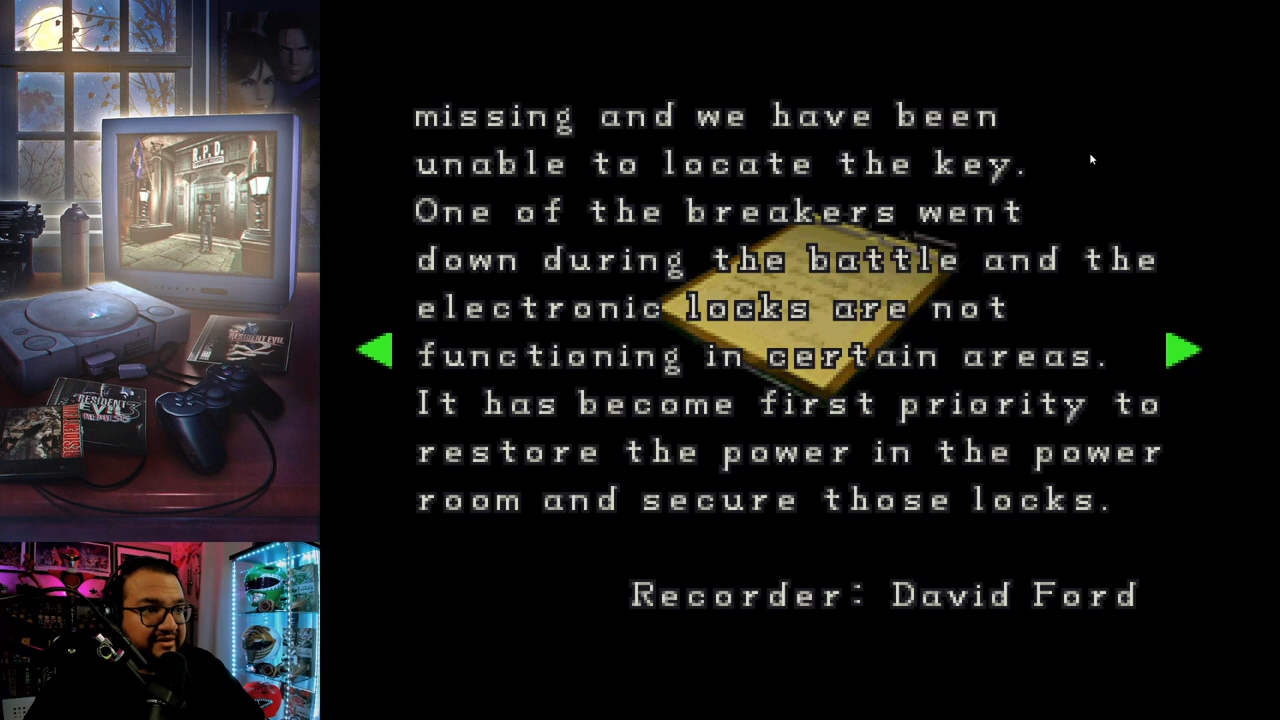 missing and we have been
unable to locate the key.
One of the breakers went
down during the battle and the
electronic locks are not
functioning in certain areas.
It has become first priority to
restore the power in the power
room and secure those locks.
Recorder: David Ford
R.P.D.
RESIDENT EVIL
2
RESIDENT
EVIL 3